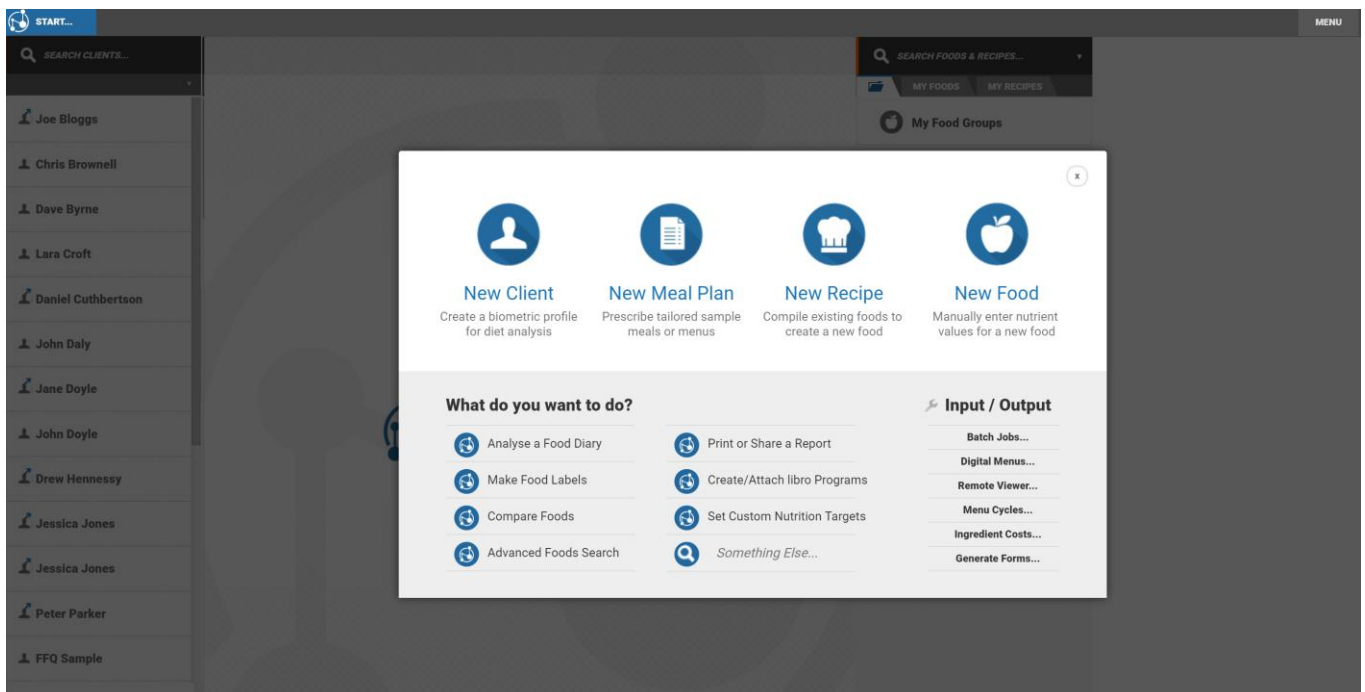 START...
MENU
SEARCH CLIENTS...
Joe Bloggs
Chris Brownell
Dave Byrne
Lara Croft
Daniel Cuthbertson
John Daly
Jane Doyle
John Doyle
Drew Hennessy
Jessica Jones
Jessica Jones
Peter Parker
FFQ Sample
SEARCH FOODS & RECIPES...
MY FOODS
MY RECIPES
My Food Groups
x
New Client
Create a biometric profile
for diet analysis
New Meal Plan
Prescribe tailored sample
meals or menus
New Recipe
Compile existing foods to
create a new food
New Food
Manually enter nutrient
values for a new food
What do you want to do?
Analyse a Food Diary
Make Food Labels
Compare Foods
Advanced Foods Search
Print or Share a Report
Create/Attach libro Programs
Set Custom Nutrition Targets
Something Else...
Input / Output
Batch Jobs...
Digital Menus...
Remote Viewer...
Menu Cycles...
Ingredient Costs...
Generate Forms...